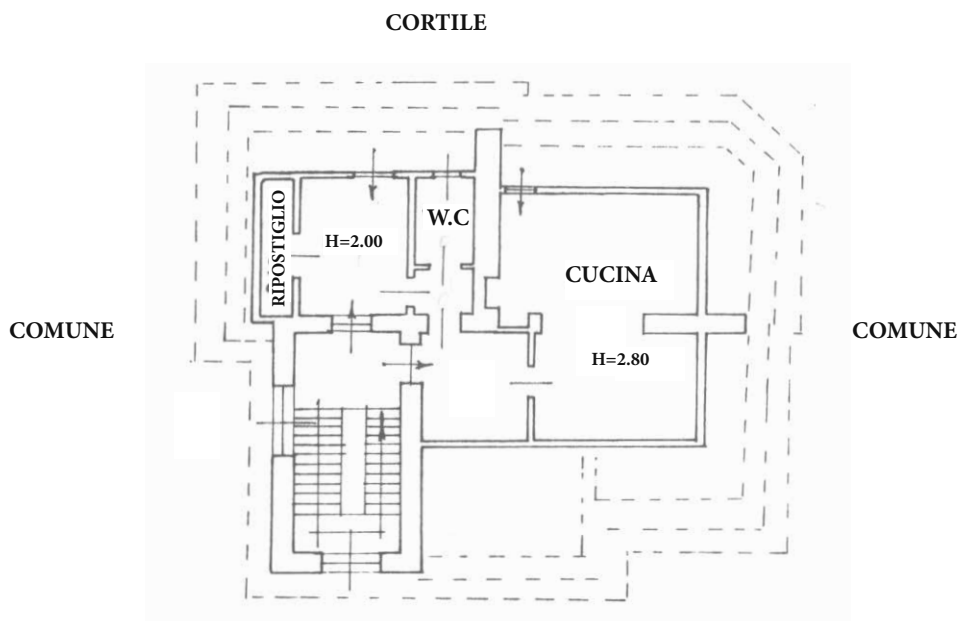 CORTILE
RIPOSTIGLIO
H=2.00
W.C
CUCINA
COMUNE
H=2.80
COMUNE